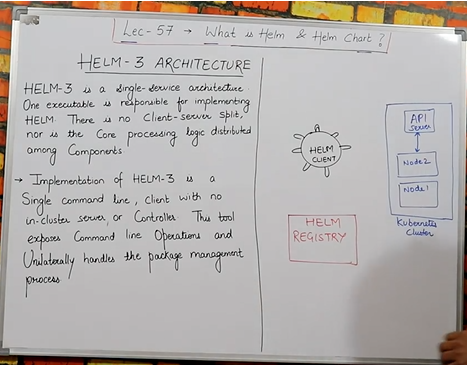 Lec-57 → What is Helm & Helm Chart?
HELM-3 ARCHITECTURE
HELM-3 is a Single-Service architecture.
One executable is responsible for implementing
HELM. There is no Client-Server split,
nor is the Core processing logic distributed
among Components.
→ Implementation of HELM-3 is a
Single command line, client with no
in-cluster server, or Controller. This tool
exposes Command line Operations and
Unilaterally handles the package management
process.
HELM
CLIENT
HELM
REGISTRY
API
Server
Node2
Node1
Kubernetes
Cluster